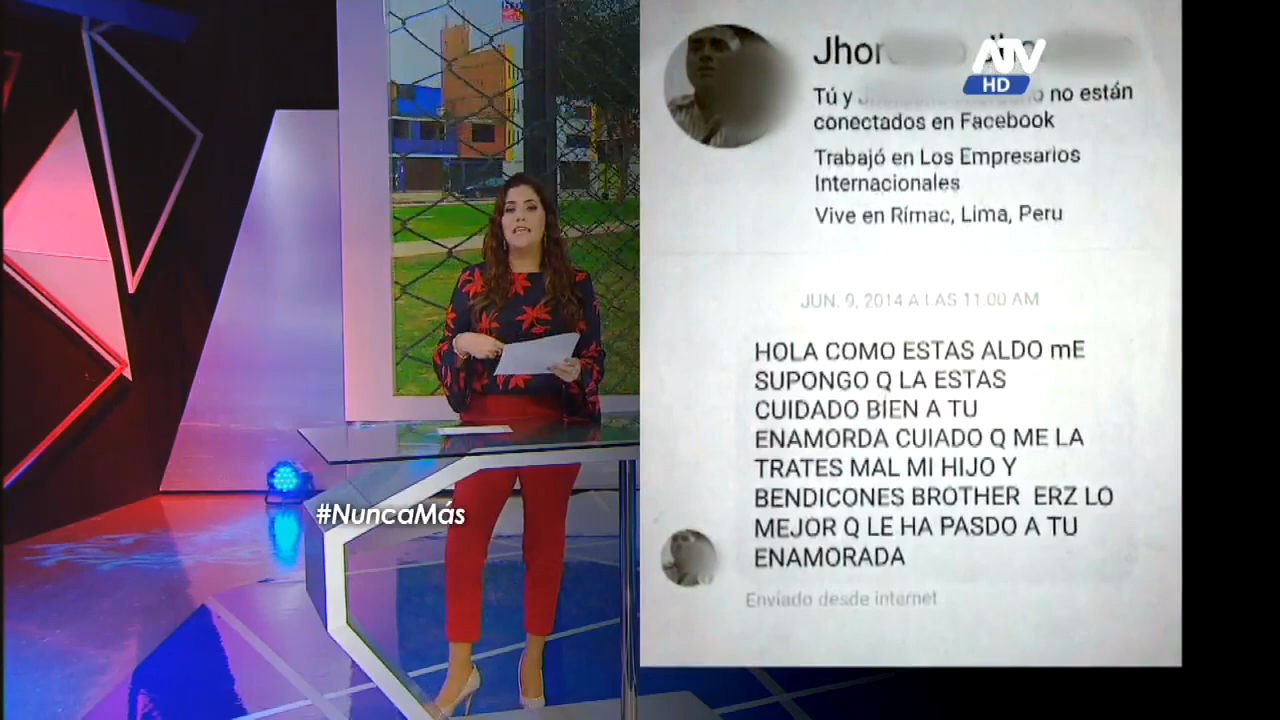 Jhor
ATV
HD
Tú y no están
conectados en Facebook
Trabajó en Los Empresarios
Internacionales
Vive en Rímac, Lima, Peru
JUN. 9, 2014 A LAS 11:00 AM
HOLA COMO ESTAS ALDO mE
SUPONGO Q LA ESTAS
CUIDADO BIEN A TU
ENAMORDA CUIADO Q ME LA
TRATES MAL MI HIJO Y
BENDICONES BROTHER ERZ LO
MEJOR Q LE HA PASDO A TU
ENAMORADA
Enviado desde internet
#NuncaMás